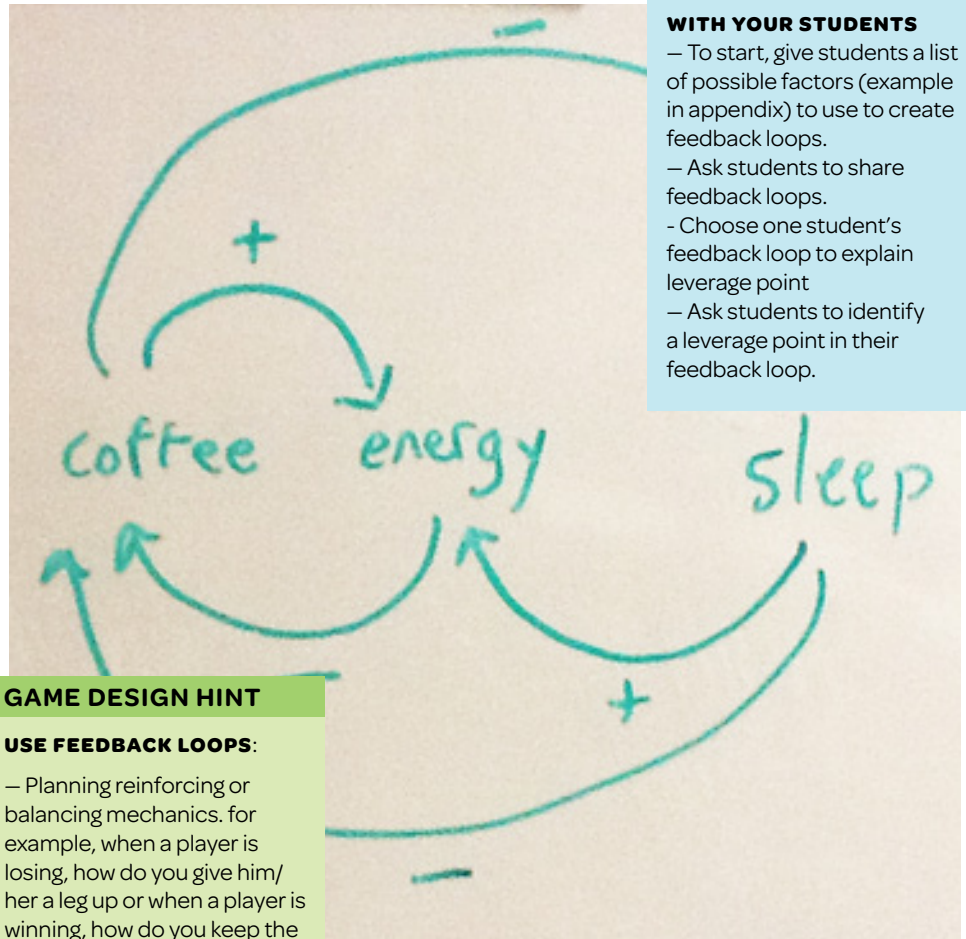 WITH YOUR STUDENTS
— To start, give students a list
of possible factors (example
in appendix) to use to create
feedback loops.
— Ask students to share
feedback loops.
- Choose one student's
feedback loop to explain
leverage point
— Ask students to identify
a leverage point in their
feedback loop.
−
+
coffee energy sleep
−
+
−
GAME DESIGN HINT
USE FEEDBACK LOOPS:
— Planning reinforcing or
balancing mechanics. for
example, when a player is
losing, how do you give him/
her a leg up or when a player is
winning, how do you keep the